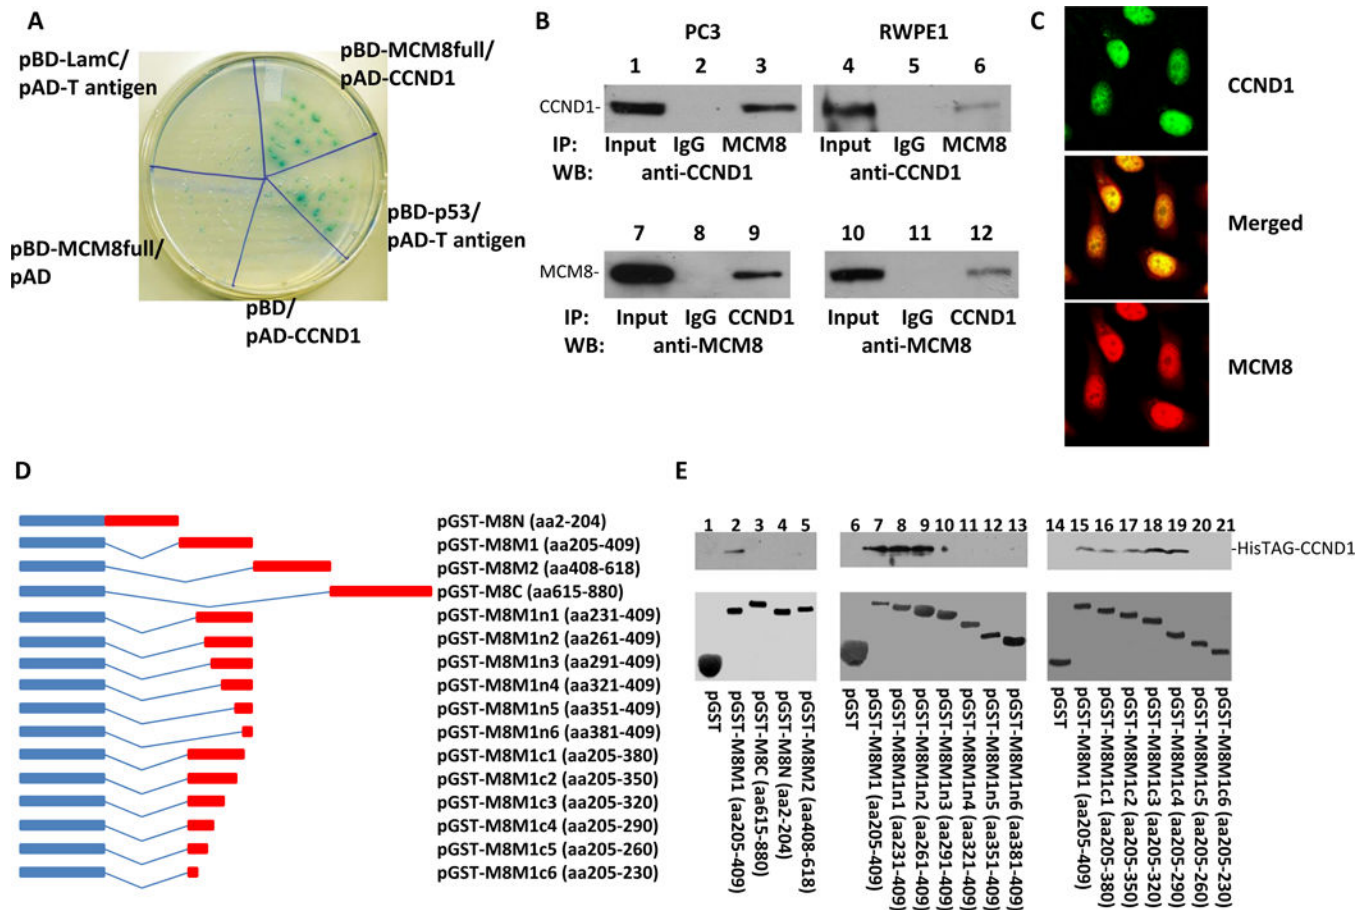 A
pBD-LamC/
pAD-T antigen
pBD-MCM8full/
pAD-CCND1
pBD-p53/
pAD-T antigen
pBD-MCM8full/
pAD
pBD/
pAD-CCND1
B
PC3
RWPE1
1 2 3 4 5 6
CCND1-
IP: Input IgG MCM8 Input IgG MCM8
WB: anti-CCND1 anti-CCND1
7 8 9 10 11 12
MCM8-
IP: Input IgG CCND1 Input IgG CCND1
WB: anti-MCM8 anti-MCM8
C
CCND1
Merged
MCM8
D
pGST-M8N (aa2-204)
pGST-M8M1 (aa205-409)
pGST-M8M2 (aa408-618)
pGST-M8C (aa615-880)
pGST-M8M1n1 (aa231-409)
pGST-M8M1n2 (aa261-409)
pGST-M8M1n3 (aa291-409)
pGST-M8M1n4 (aa321-409)
pGST-M8M1n5 (aa351-409)
pGST-M8M1n6 (aa381-409)
pGST-M8M1c1 (aa205-380)
pGST-M8M1c2 (aa205-350)
pGST-M8M1c3 (aa205-320)
pGST-M8M1c4 (aa205-290)
pGST-M8M1c5 (aa205-260)
pGST-M8M1c6 (aa205-230)
E
1 2 3 4 5 6 7 8 9 10 11 12 13 14 15 16 17 18 19 20 21
-HisTAG-CCND1
pGST
pGST-M8M1 (aa205-409)
pGST-M8C (aa615-880)
pGST-M8N (aa2-204)
pGST-M8M2 (aa408-618)
pGST
pGST-M8M1 (aa205-409)
pGST-M8M1n1 (aa231-409)
pGST-M8M1n2 (aa261-409)
pGST-M8M1n3 (aa291-409)
pGST-M8M1n4 (aa321-409)
pGST-M8M1n5 (aa351-409)
pGST-M8M1n6 (aa381-409)
pGST
pGST-M8M1 (aa205-409)
pGST-M8M1c1 (aa205-380)
pGST-M8M1c2 (aa205-350)
pGST-M8M1c3 (aa205-320)
pGST-M8M1c4 (aa205-290)
pGST-M8M1c5 (aa205-260)
pGST-M8M1c6 (aa205-230)